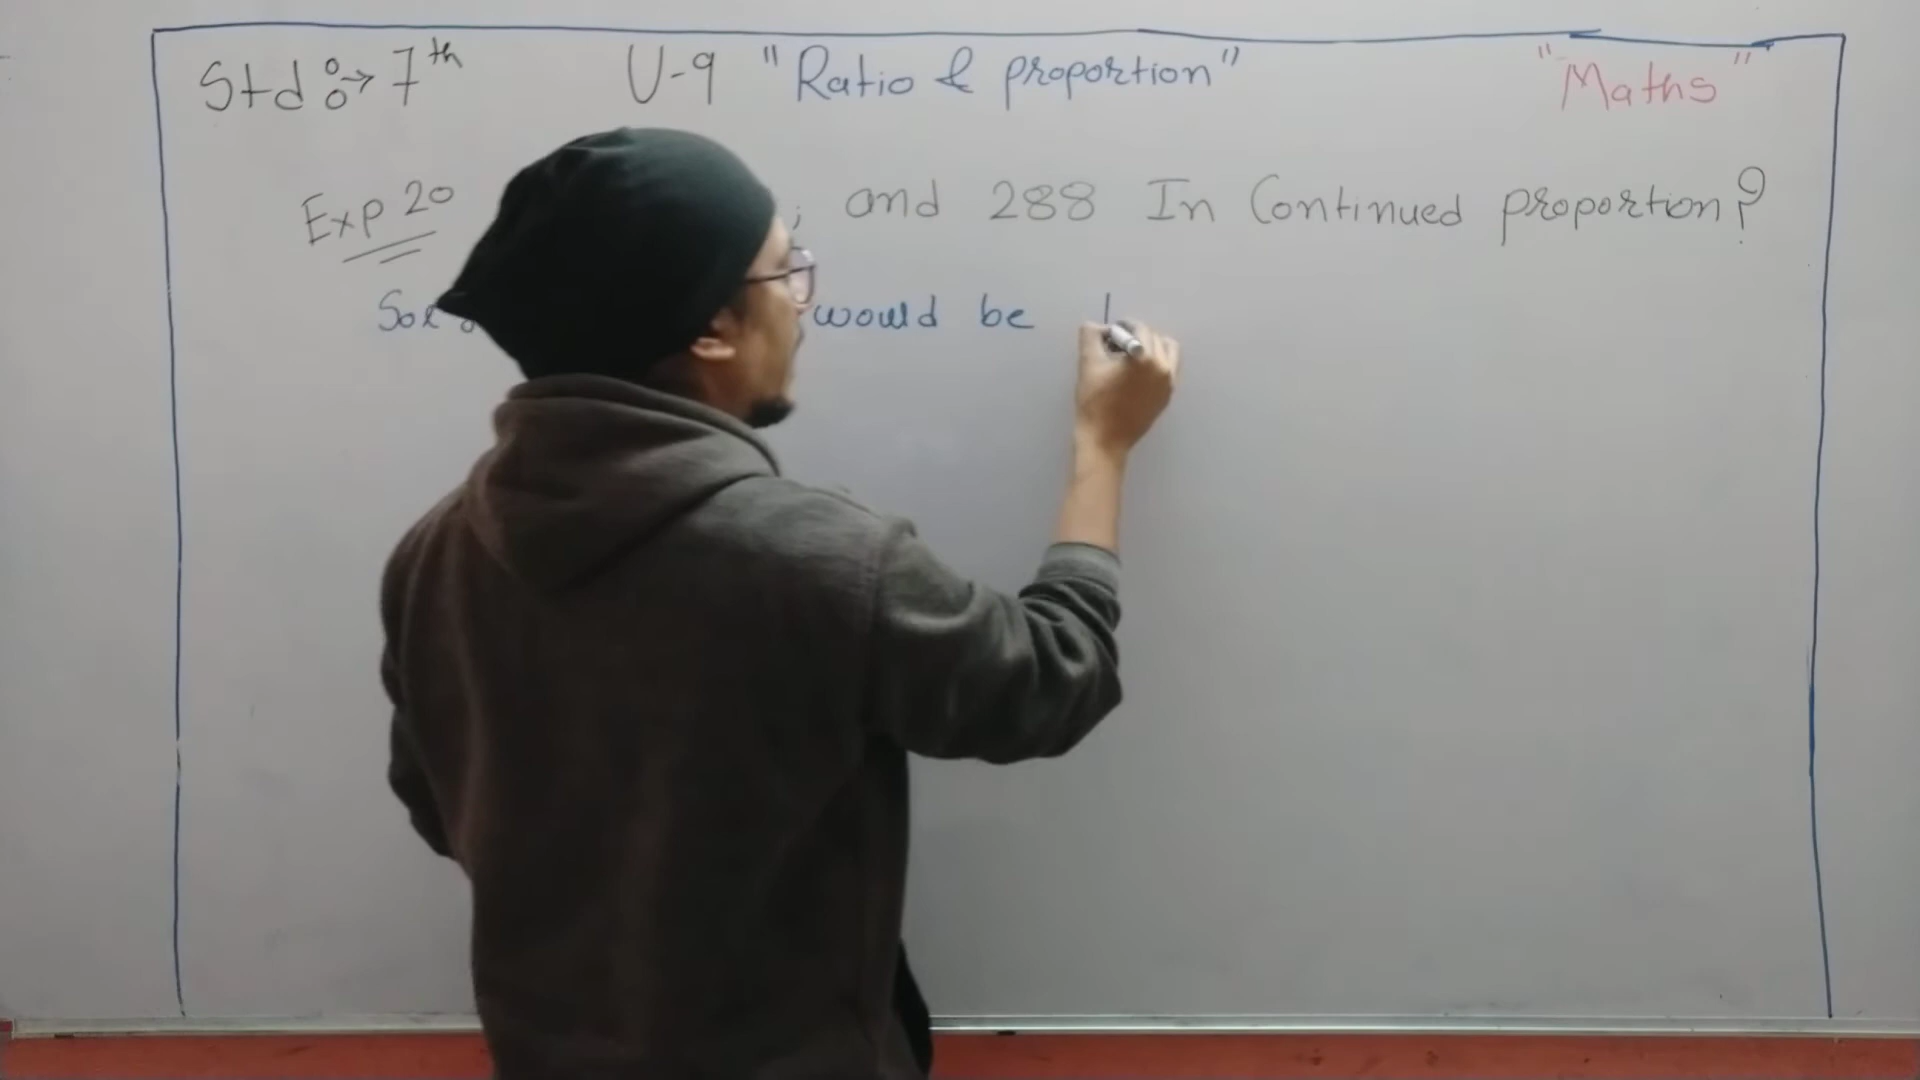 Std :→ 7th U-9 "Ratio & proportion" "Maths"
Exp 20 ; and 288 In Continued proportion?
Sol would be